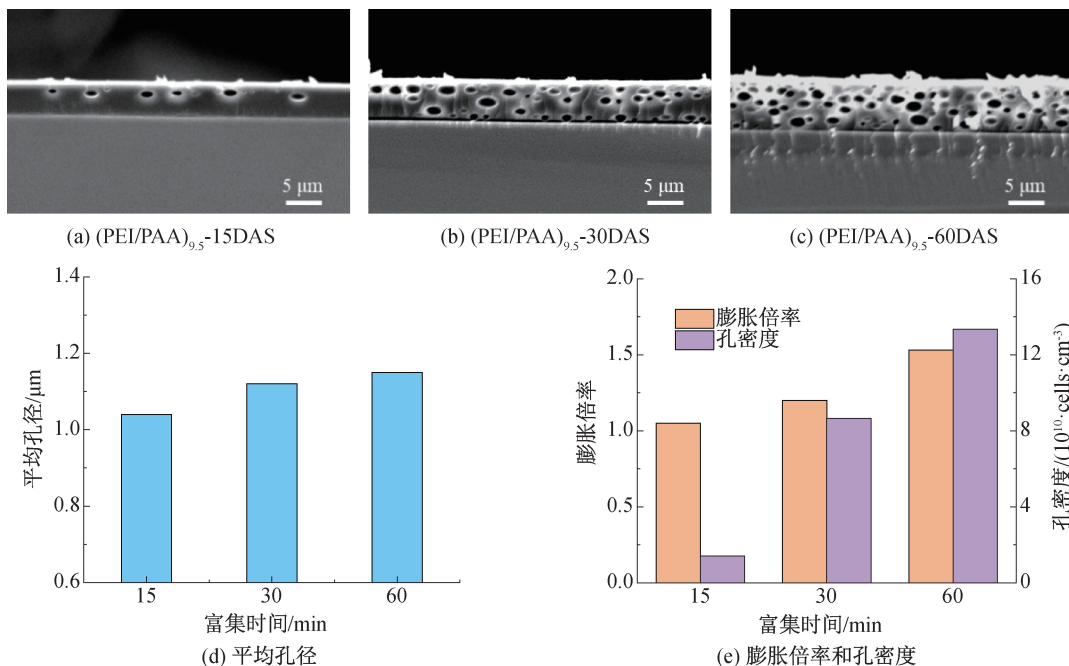 5 μm
5 μm
5 μm
(a) (PEI/PAA)9.5-15DAS
(b) (PEI/PAA)9.5-30DAS
(c) (PEI/PAA)9.5-60DAS
1.4
1.2
1.0
0.8
0.6
平均孔径/μm
15
30
60
富集时间/min
(d) 平均孔径
2.0
1.5
1.0
0.5
0.0
膨胀倍率
膨胀倍率
孔密度
16
12
8
4
0
孔密度/(10¹⁰·cells·cm⁻³)
15
30
60
富集时间/min
(e) 膨胀倍率和孔密度